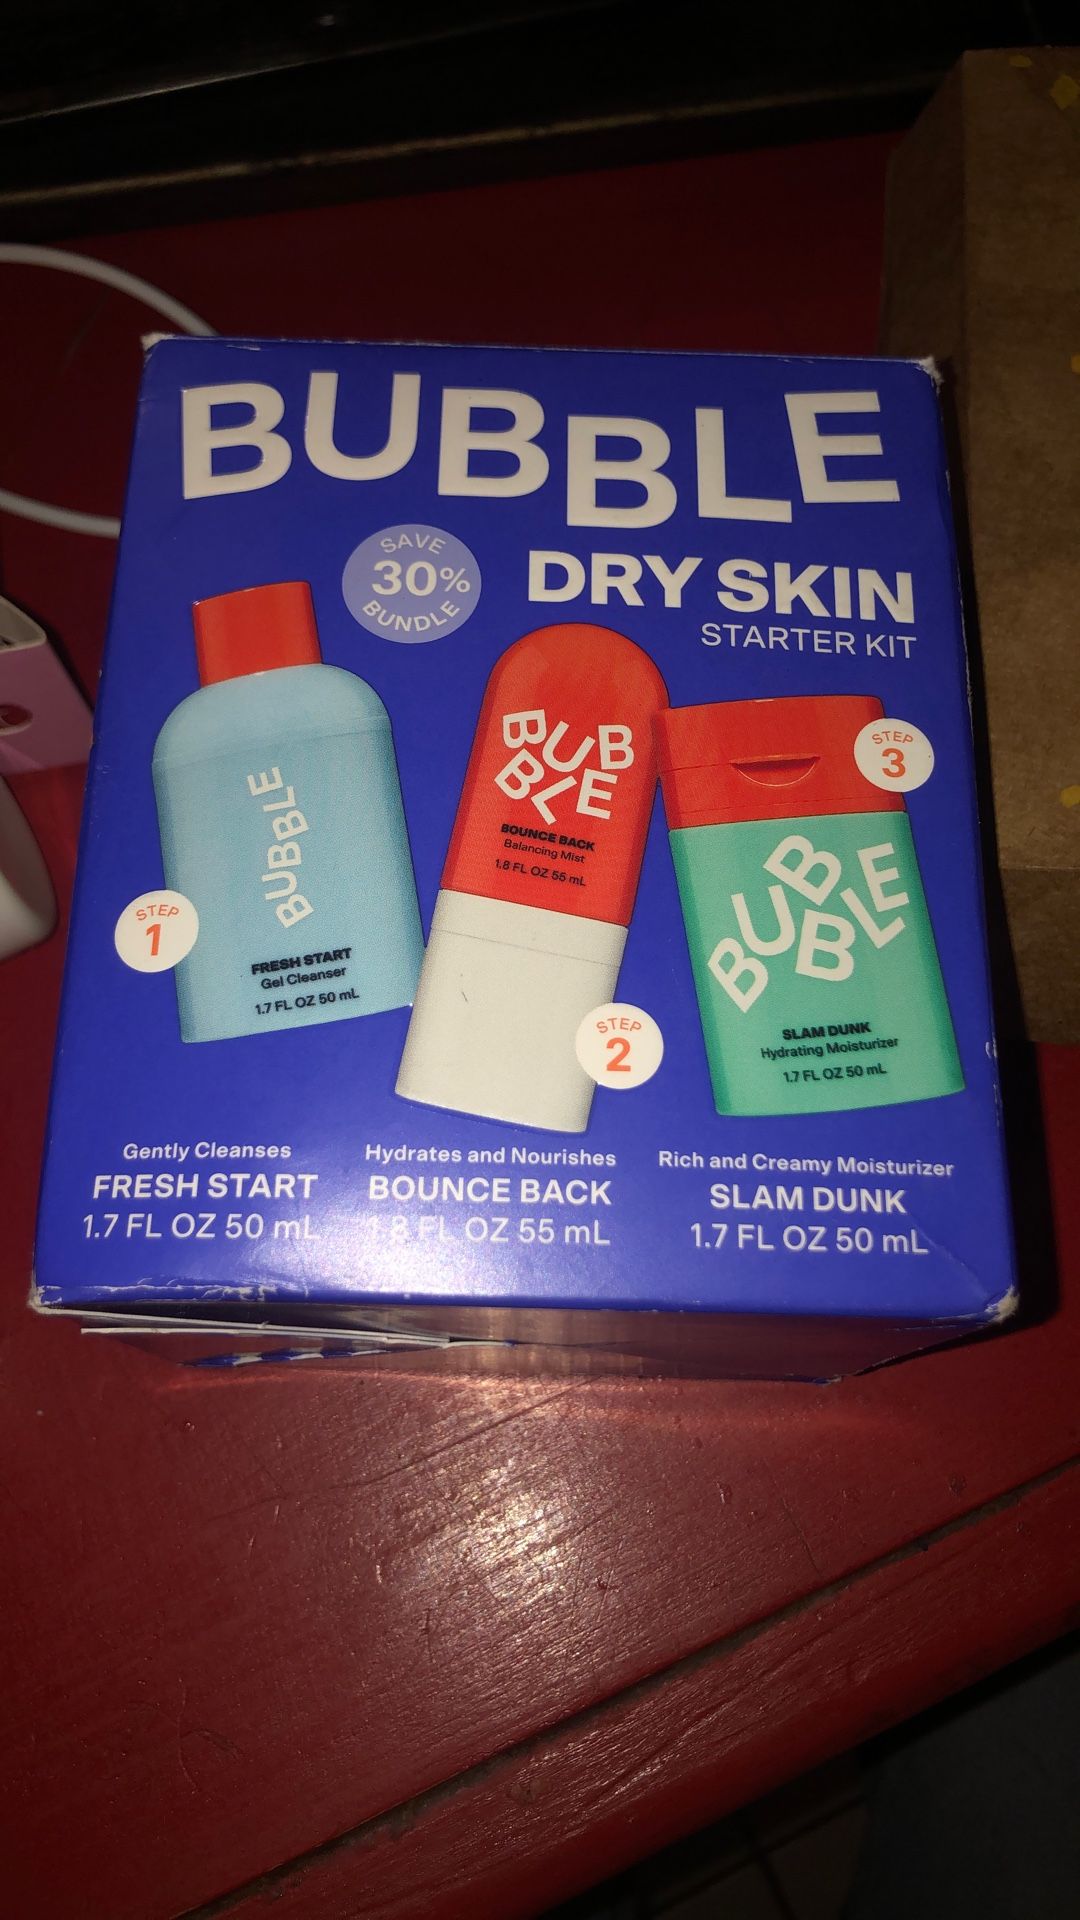 BUBBLE
SAVE
30%
BUNDLE
DRY SKIN
STARTER KIT
BUBBLE
FRESH START
Gel Cleanser
1.7 FL OZ 50 mL
STEP
1
BUBBLE
BOUNCE BACK
Balancing Mist
1.8 FL OZ 55 mL
STEP
2
STEP
3
BUBBLE
SLAM DUNK
Hydrating Moisturizer
1.7 FL OZ 50 mL
Gently Cleanses
FRESH START
1.7 FL OZ 50 mL
Hydrates and Nourishes
BOUNCE BACK
1.8 FL OZ 55 mL
Rich and Creamy Moisturizer
SLAM DUNK
1.7 FL OZ 50 mL